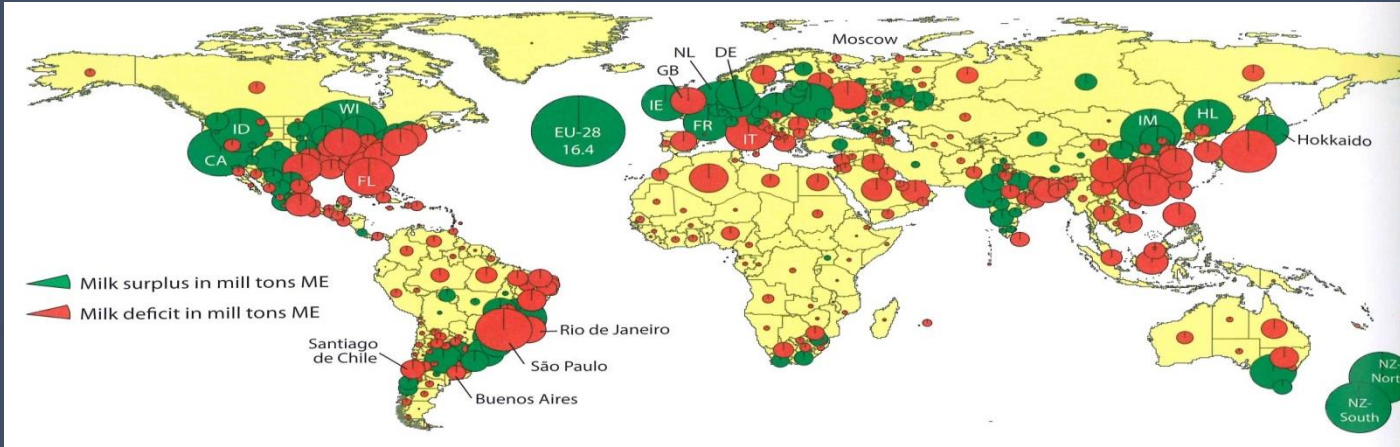 Moscow
NL
DE
GB
IE
FR
IT
WI
ID
CA
FL
EU-28
16.4
IM
HL
Hokkaido
Milk surplus in mill tons ME
Milk deficit in mill tons ME
Rio de Janeiro
Santiago
de Chile
São Paulo
Buenos Aires
NZ-
South